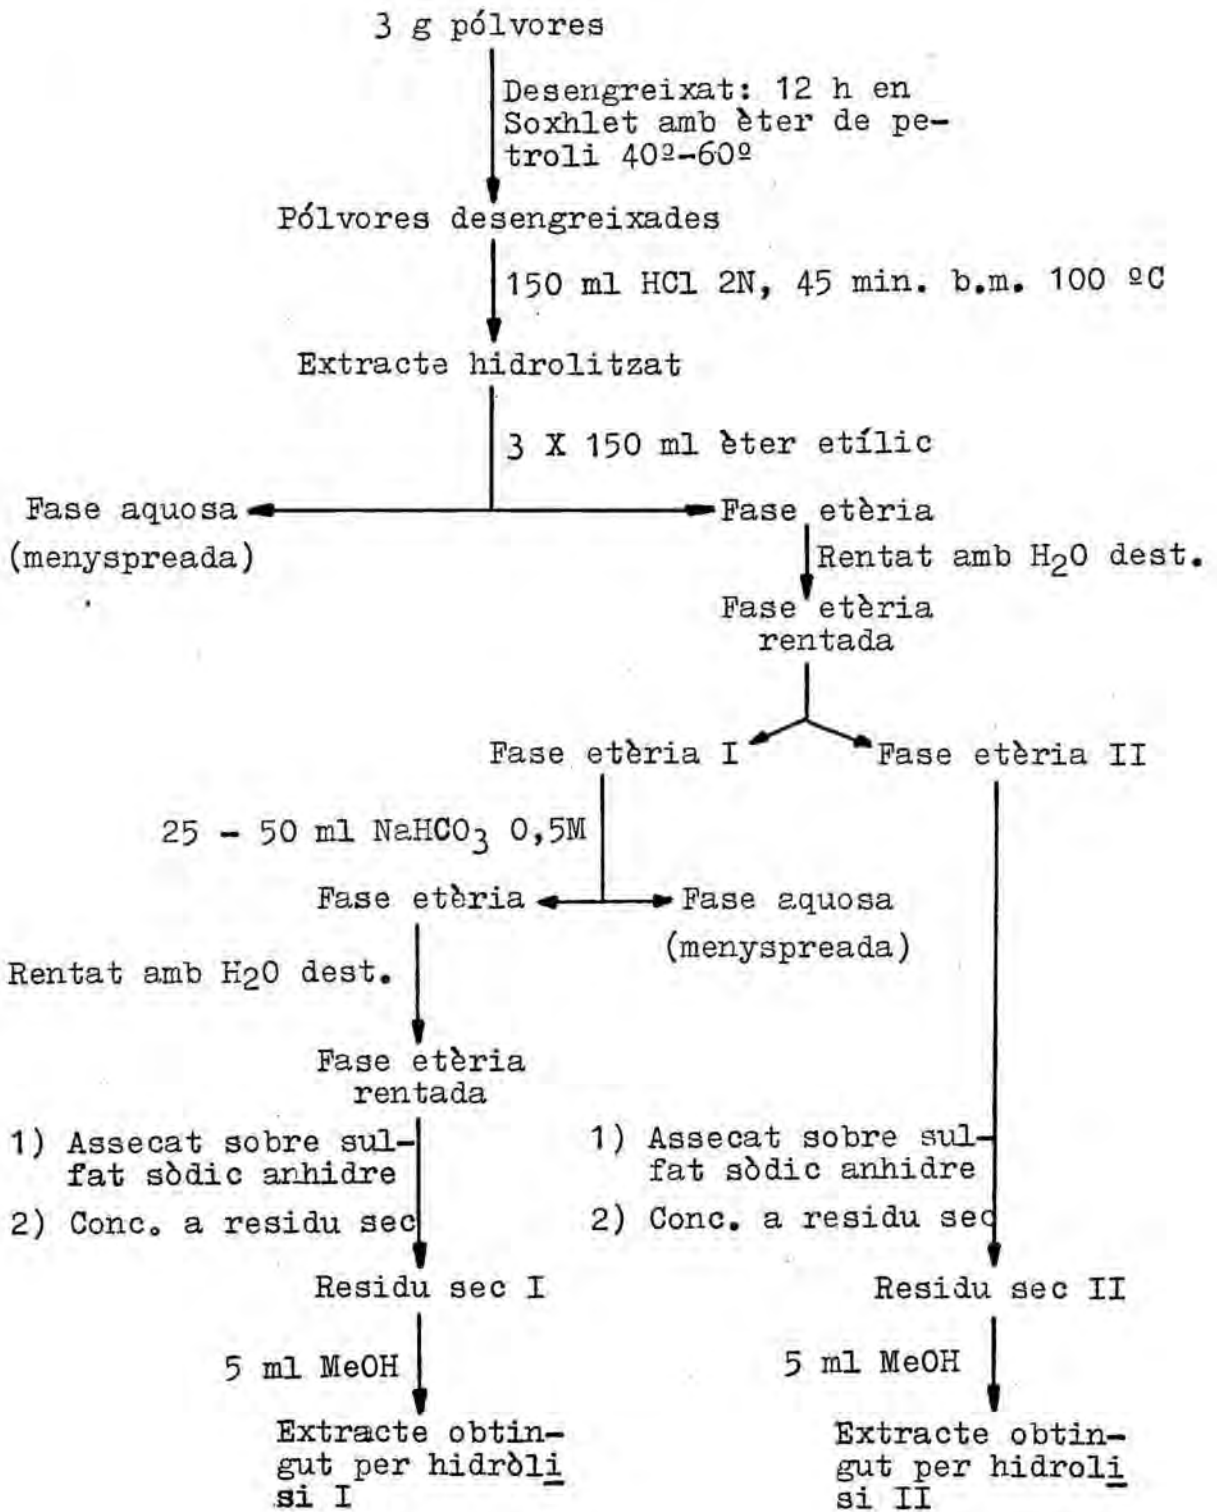 3 g pólvores
Desengreixat: 12 h en
Soxhlet amb èter de pe-
troli 40º-60º
Pólvores desengreixades
150 ml HCl 2N, 45 min. b.m. 100 ºC
Extracte hidrolitzat
3 X 150 ml èter etílic
Fase aquosa
(menyspreada)
Fase etèria
Rentat amb H2O dest.
Fase etèria
rentada
Fase etèria I
Fase etèria II
25 - 50 ml NaHCO3 0,5M
Fase etèria
Fase aquosa
(menyspreada)
Rentat amb H2O dest.
Fase etèria
rentada
1) Assecat sobre sul-
fat sòdic anhidre
2) Conc. a residu sec
1) Assecat sobre sul-
fat sòdic anhidre
2) Conc. a residu sec
Residu sec I
Residu sec II
5 ml MeOH
5 ml MeOH
Extracte obtin-
gut per hidròli
si I
Extracte obtin-
gut per hidroli
si II